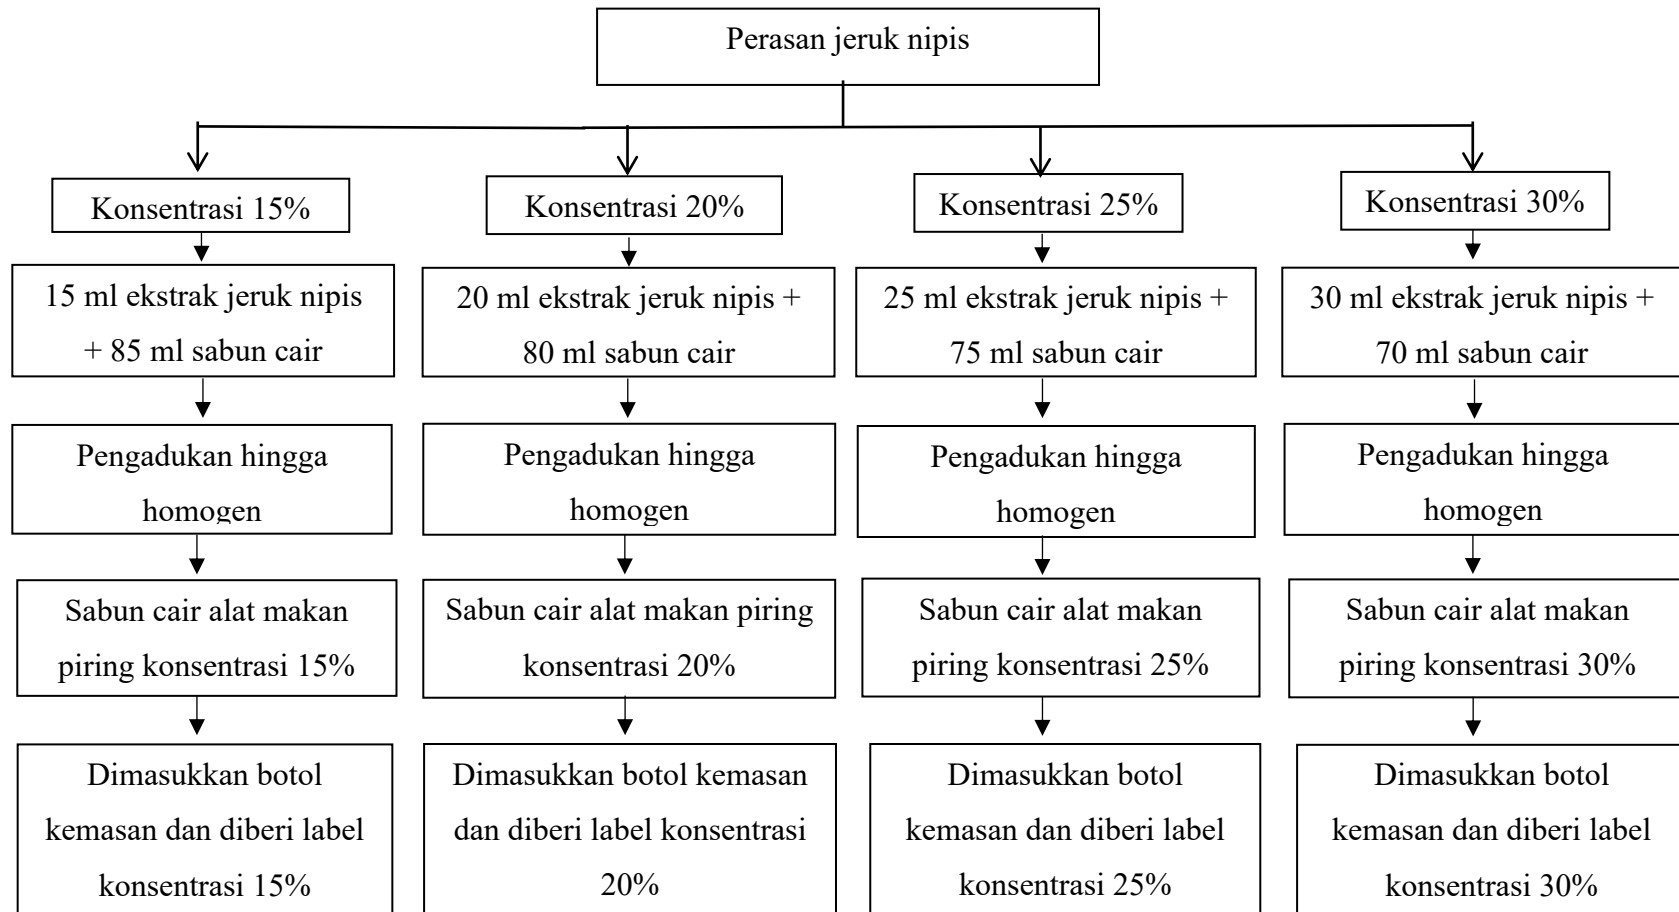 Perasan jeruk nipis
Konsentrasi 15%
Konsentrasi 20%
Konsentrasi 25%
Konsentrasi 30%
15 ml ekstrak jeruk nipis
+ 85 ml sabun cair
20 ml ekstrak jeruk nipis +
80 ml sabun cair
25 ml ekstrak jeruk nipis +
75 ml sabun cair
30 ml ekstrak jeruk nipis +
70 ml sabun cair
Pengadukan hingga
homogen
Pengadukan hingga
homogen
Pengadukan hingga
homogen
Pengadukan hingga
homogen
Sabun cair alat makan
piring konsentrasi 15%
Sabun cair alat makan piring
konsentrasi 20%
Sabun cair alat makan
piring konsentrasi 25%
Sabun cair alat makan
piring konsentrasi 30%
Dimasukkan botol
kemasan dan diberi label
konsentrasi 15%
Dimasukkan botol kemasan
dan diberi label konsentrasi
20%
Dimasukkan botol
kemasan dan diberi label
konsentrasi 25%
Dimasukkan botol
kemasan dan diberi label
konsentrasi 30%